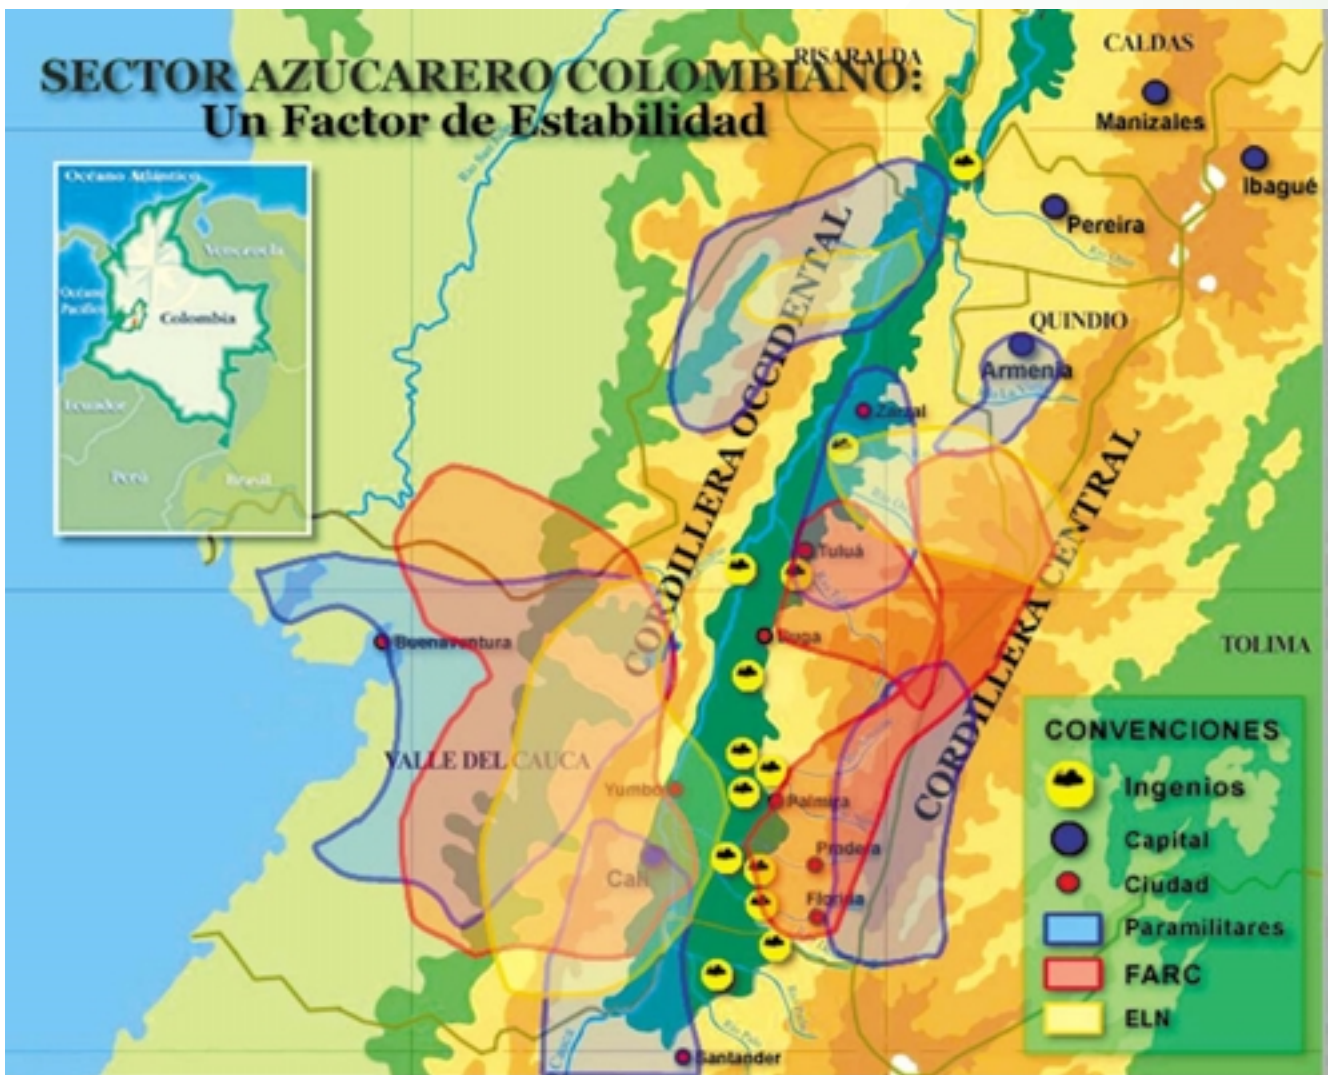 SECTOR AZUCARERO COLOMBIANO:
Un Factor de Estabilidad
RISARALDA
CALDAS
Manizales
Ibagué
Pereira
Océano Atlántico
Venezuela
Océano
Pacífico
Colombia
Ecuador
Perú
Brasil
QUINDIO
Armenia
CORDILLERA OCCIDENTAL
Zarzal
CORDILLERA CENTRAL
Tuluá
Buga
Buenaventura
TOLIMA
VALLE DEL CAUCA
Yumbo
Palmira
Pradera
Cali
Florida
Cauca
Santander
CONVENCIONES
Ingenios
Capital
Ciudad
Paramilitares
FARC
ELN